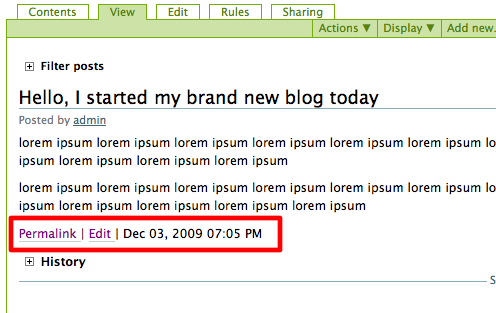 Contents View Edit Rules Sharing
Actions ▼ Display ▼ Add new.
Filter posts
Hello, I started my brand new blog today
Posted by admin
lorem ipsum lorem ipsum lorem ipsum lorem ipsum lorem ipsum lorem ipsum lorem
ipsum lorem ipsum lorem ipsum lorem ipsum
lorem ipsum lorem ipsum lorem ipsum lorem ipsum lorem ipsum lorem ipsum lorem
ipsum lorem ipsum lorem ipsum lorem ipsum lorem ipsum
Permalink | Edit | Dec 03, 2009 07:05 PM
History
S